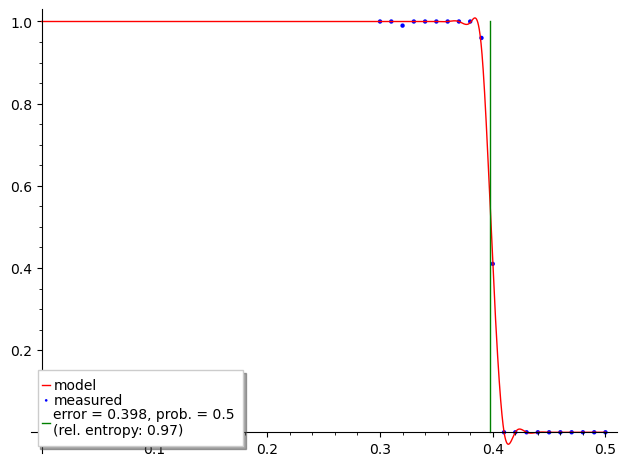 1.0
0.8
0.6
0.4
0.2
model
measured
error = 0.398, prob. = 0.5
(rel. entropy: 0.97)
0.1 0.2 0.3 0.4 0.5